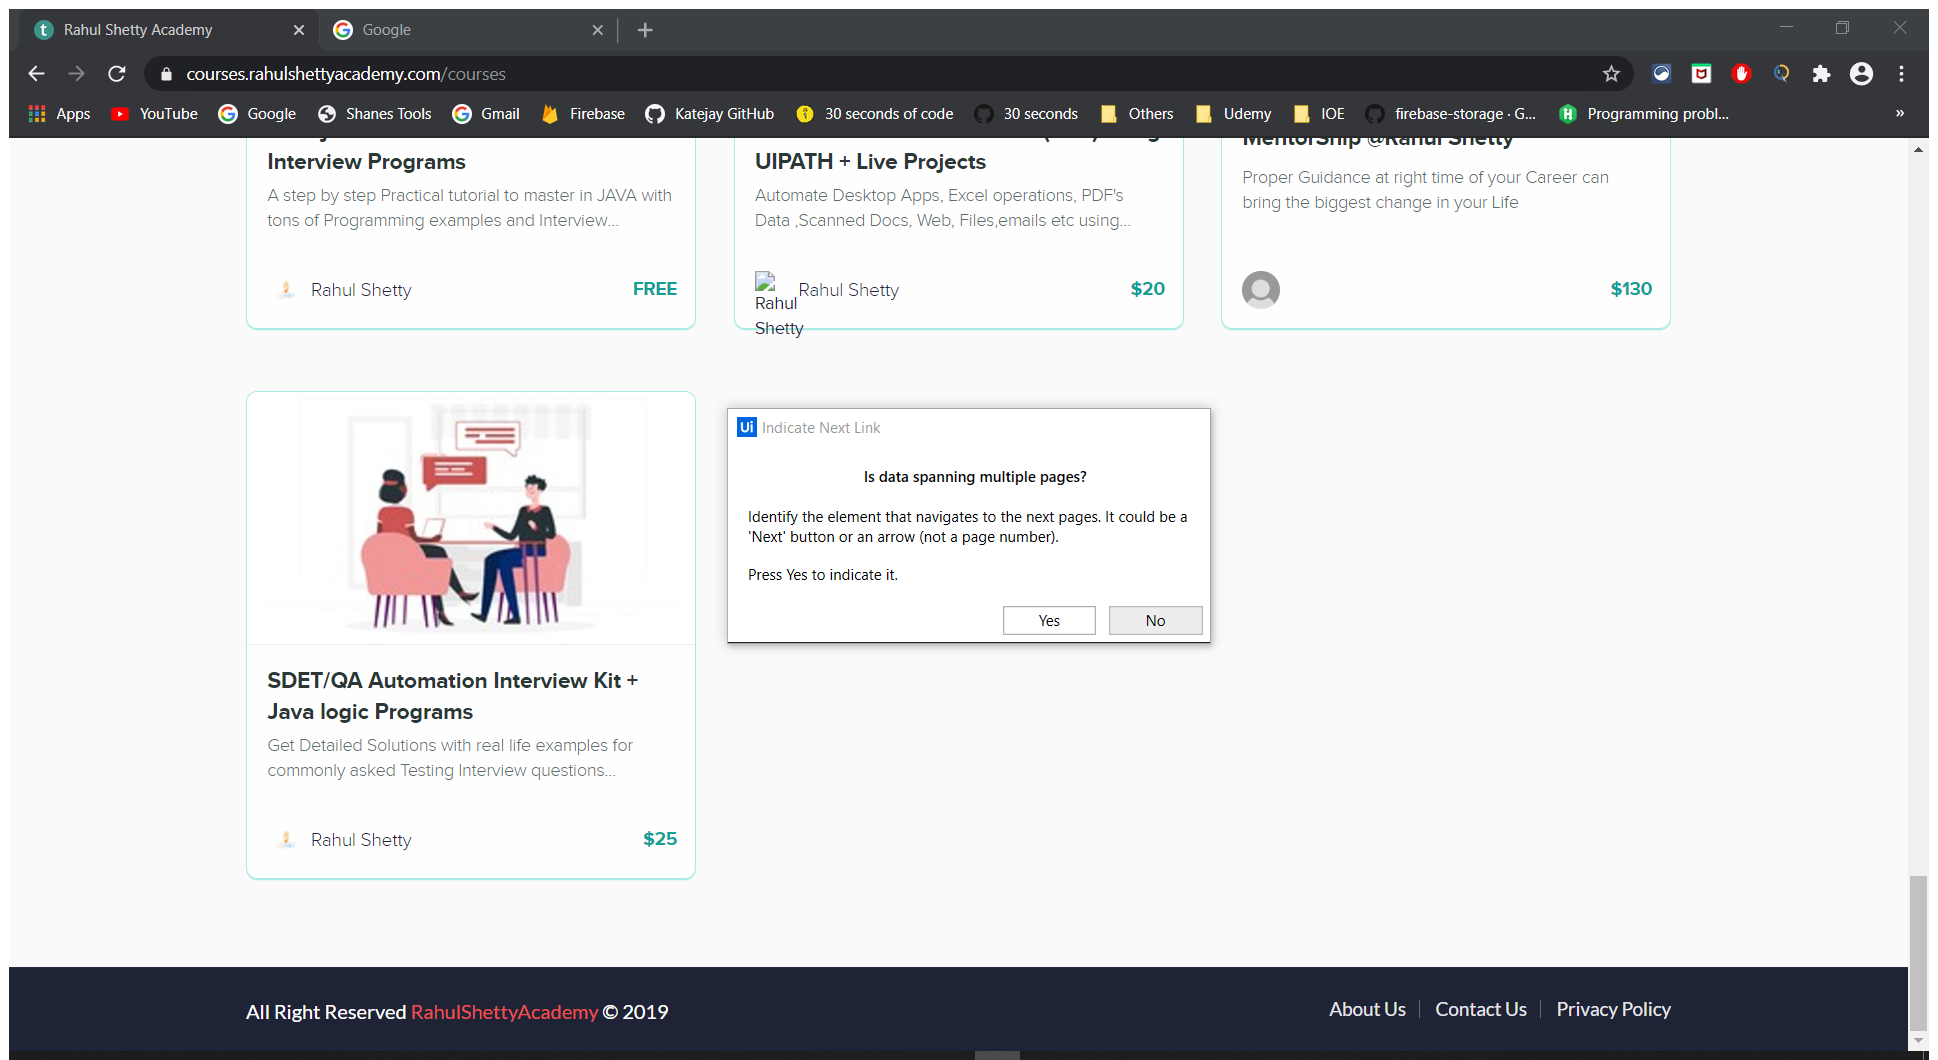 Rahul Shetty Academy
Google
courses.rahulshettyacademy.com/courses
Apps YouTube Google Shanes Tools Gmail Firebase Katejay GitHub 30 seconds of code 30 seconds Others Udemy IOE firebase-storage · G... Programming probl... »
Interview Programs
A step by step Practical tutorial to master in JAVA with
tons of Programming examples and Interview...
Rahul Shetty FREE
UIPATH + Live Projects
Automate Desktop Apps, Excel operations, PDF's
Data ,Scanned Docs, Web, Files,emails etc using...
Rahul
Shetty
Rahul Shetty $20
MentorShip @Rahul Shetty
Proper Guidance at right time of your Career can
bring the biggest change in your Life
$130
SDET/QA Automation Interview Kit +
Java logic Programs
Get Detailed Solutions with real life examples for
commonly asked Testing Interview questions...
Rahul Shetty $25
Ui Indicate Next Link
Is data spanning multiple pages?
Identify the element that navigates to the next pages. It could be a
'Next' button or an arrow (not a page number).
Press Yes to indicate it.
Yes No
All Right Reserved RahulShettyAcademy © 2019
About Us Contact Us Privacy Policy